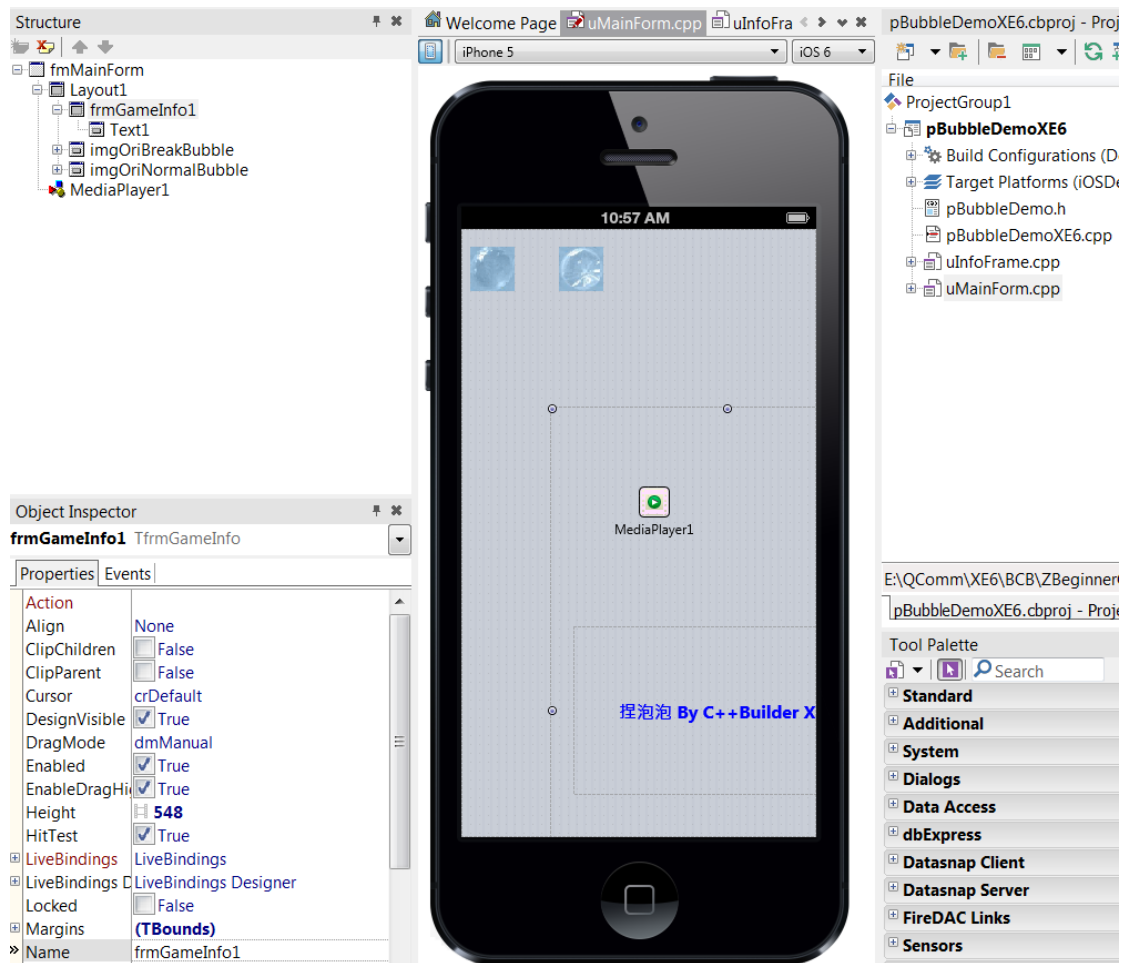 Structure
fmMainForm
Layout1
frmGameInfo1
Text1
imgOriBreakBubble
imgOriNormalBubble
MediaPlayer1
Object Inspector
frmGameInfo1 TfrmGameInfo
Properties Events
Action
Align None
ClipChildren False
ClipParent False
Cursor crDefault
DesignVisible True
DragMode dmManual
Enabled True
EnableDragHi True
Height 548
HitTest True
LiveBindings LiveBindings
LiveBindings D LiveBindings Designer
Locked False
Margins (TBounds)
Name frmGameInfo1
Welcome Page uMainForm.cpp uInfoFra
iPhone 5 iOS 6
10:57 AM
MediaPlayer1
捏泡泡 By C++Builder X
pBubbleDemoXE6.cbproj - Proj
File
ProjectGroup1
pBubbleDemoXE6
Build Configurations (D
Target Platforms (iOSDe
pBubbleDemo.h
pBubbleDemoXE6.cpp
uInfoFrame.cpp
uMainForm.cpp
E:\QComm\XE6\BCB\ZBeginner
pBubbleDemoXE6.cbproj - Proje
Tool Palette
Search
Standard
Additional
System
Dialogs
Data Access
dbExpress
Datasnap Client
Datasnap Server
FireDAC Links
Sensors